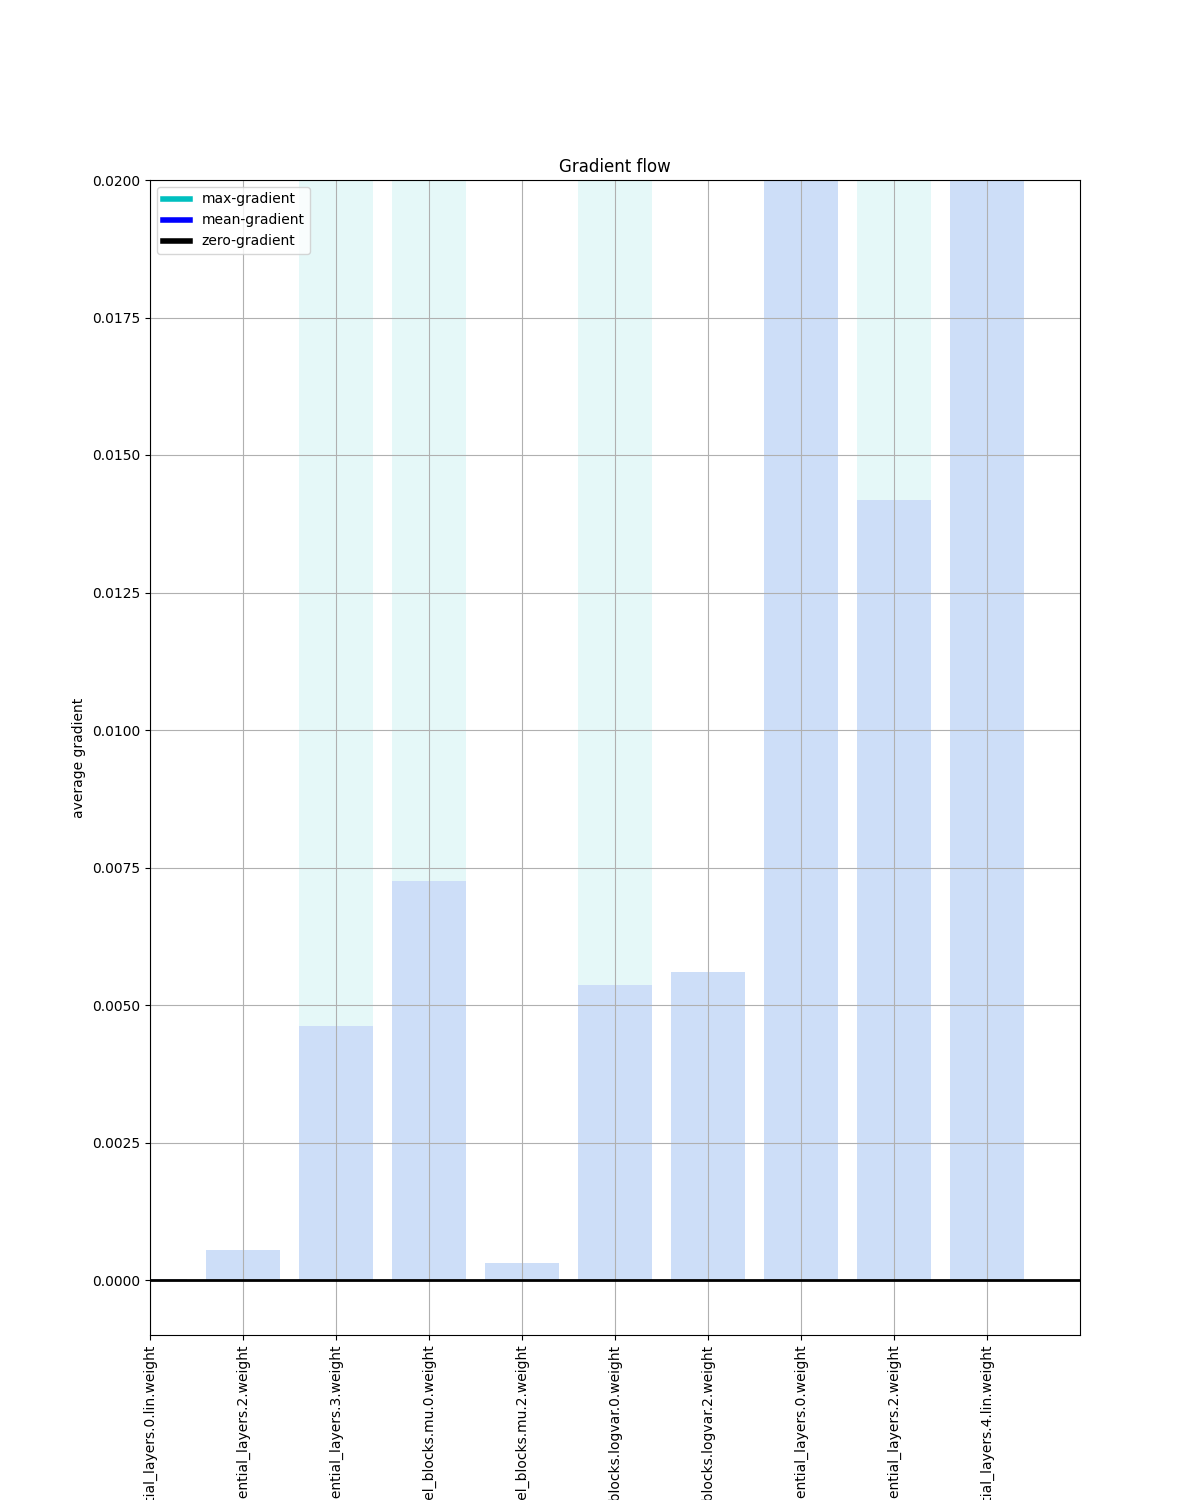 Gradient flow
max-gradient
mean-gradient
zero-gradient
0.0200
0.0175
0.0150
0.0125
0.0100
0.0075
0.0050
0.0025
0.0000
average gradient
tial_layers.0.lin.weight
ential_layers.2.weight
ential_layers.3.weight
el_blocks.mu.0.weight
el_blocks.mu.2.weight
blocks.logvar.0.weight
blocks.logvar.2.weight
ential_layers.0.weight
ential_layers.2.weight
tial_layers.4.lin.weight